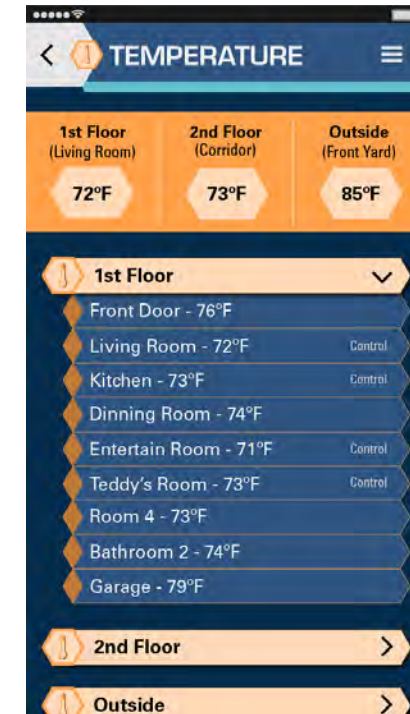 TEMPERATURE
1st Floor
(Living Room)
72°F
2nd Floor
(Corridor)
73°F
Outside
(Front Yard)
85°F
1st Floor
Front Door - 76°F
Living Room - 72°F Control
Kitchen - 73°F Control
Dinning Room - 74°F
Entertain Room - 71°F Control
Teddy's Room - 73°F Control
Room 4 - 73°F
Bathroom 2 - 74°F
Garage - 79°F
2nd Floor
Outside